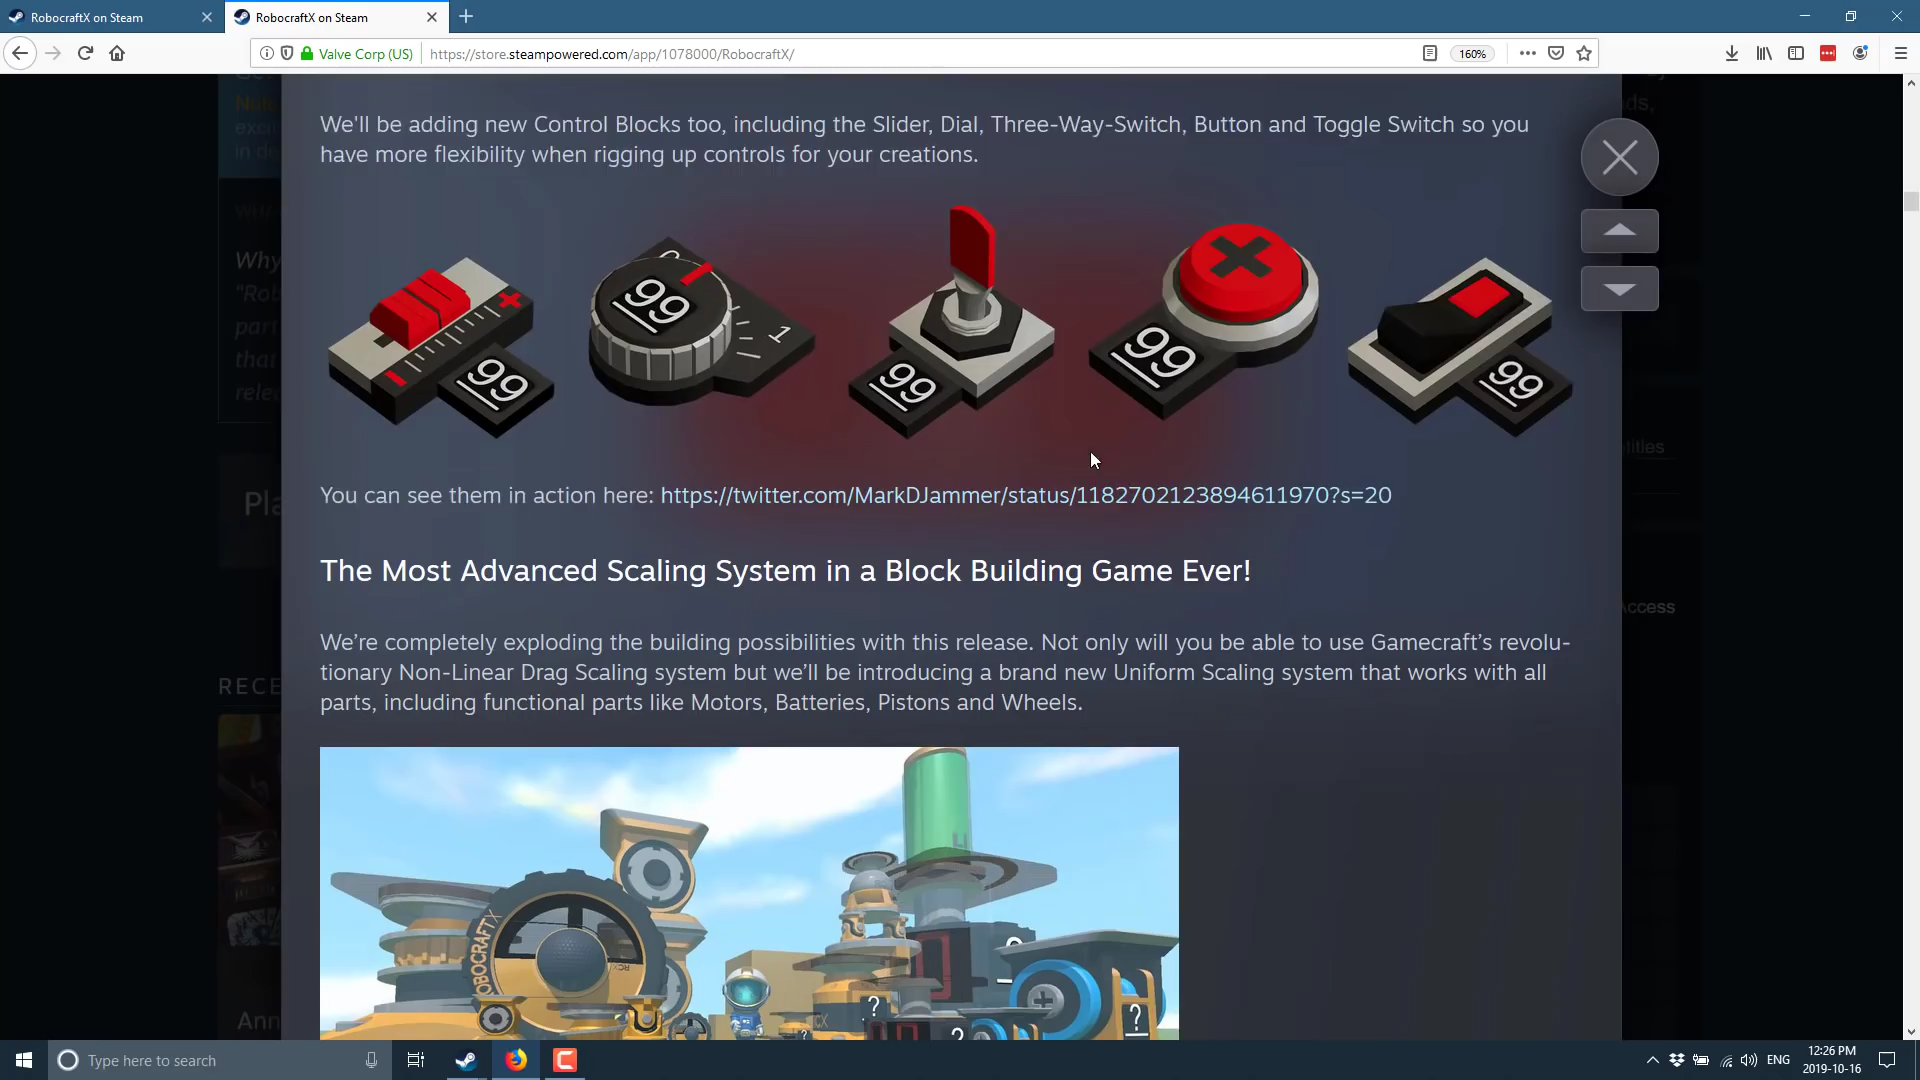 RobocraftX on Steam
RobocraftX on Steam
Valve Corp (US)
https://store.steampowered.com/app/1078000/RobocraftX/
160%
We'll be adding new Control Blocks too, including the Slider, Dial, Three-Way-Switch, Button and Toggle Switch so you
have more flexibility when rigging up controls for your creations.
99
99
0
1
99
99
99
You can see them in action here: https://twitter.com/MarkDJammer/status/1182702123894611970?s=20
The Most Advanced Scaling System in a Block Building Game Ever!
We're completely exploding the building possibilities with this release. Not only will you be able to use Gamecraft's revolu-
tionary Non-Linear Drag Scaling system but we'll be introducing a brand new Uniform Scaling system that works with all
parts, including functional parts like Motors, Batteries, Pistons and Wheels.
Why
Access
RECE
ROBOCRAFTX
RCX
?
?
?
Type here to search
ENG
12:26 PM
2019-10-16